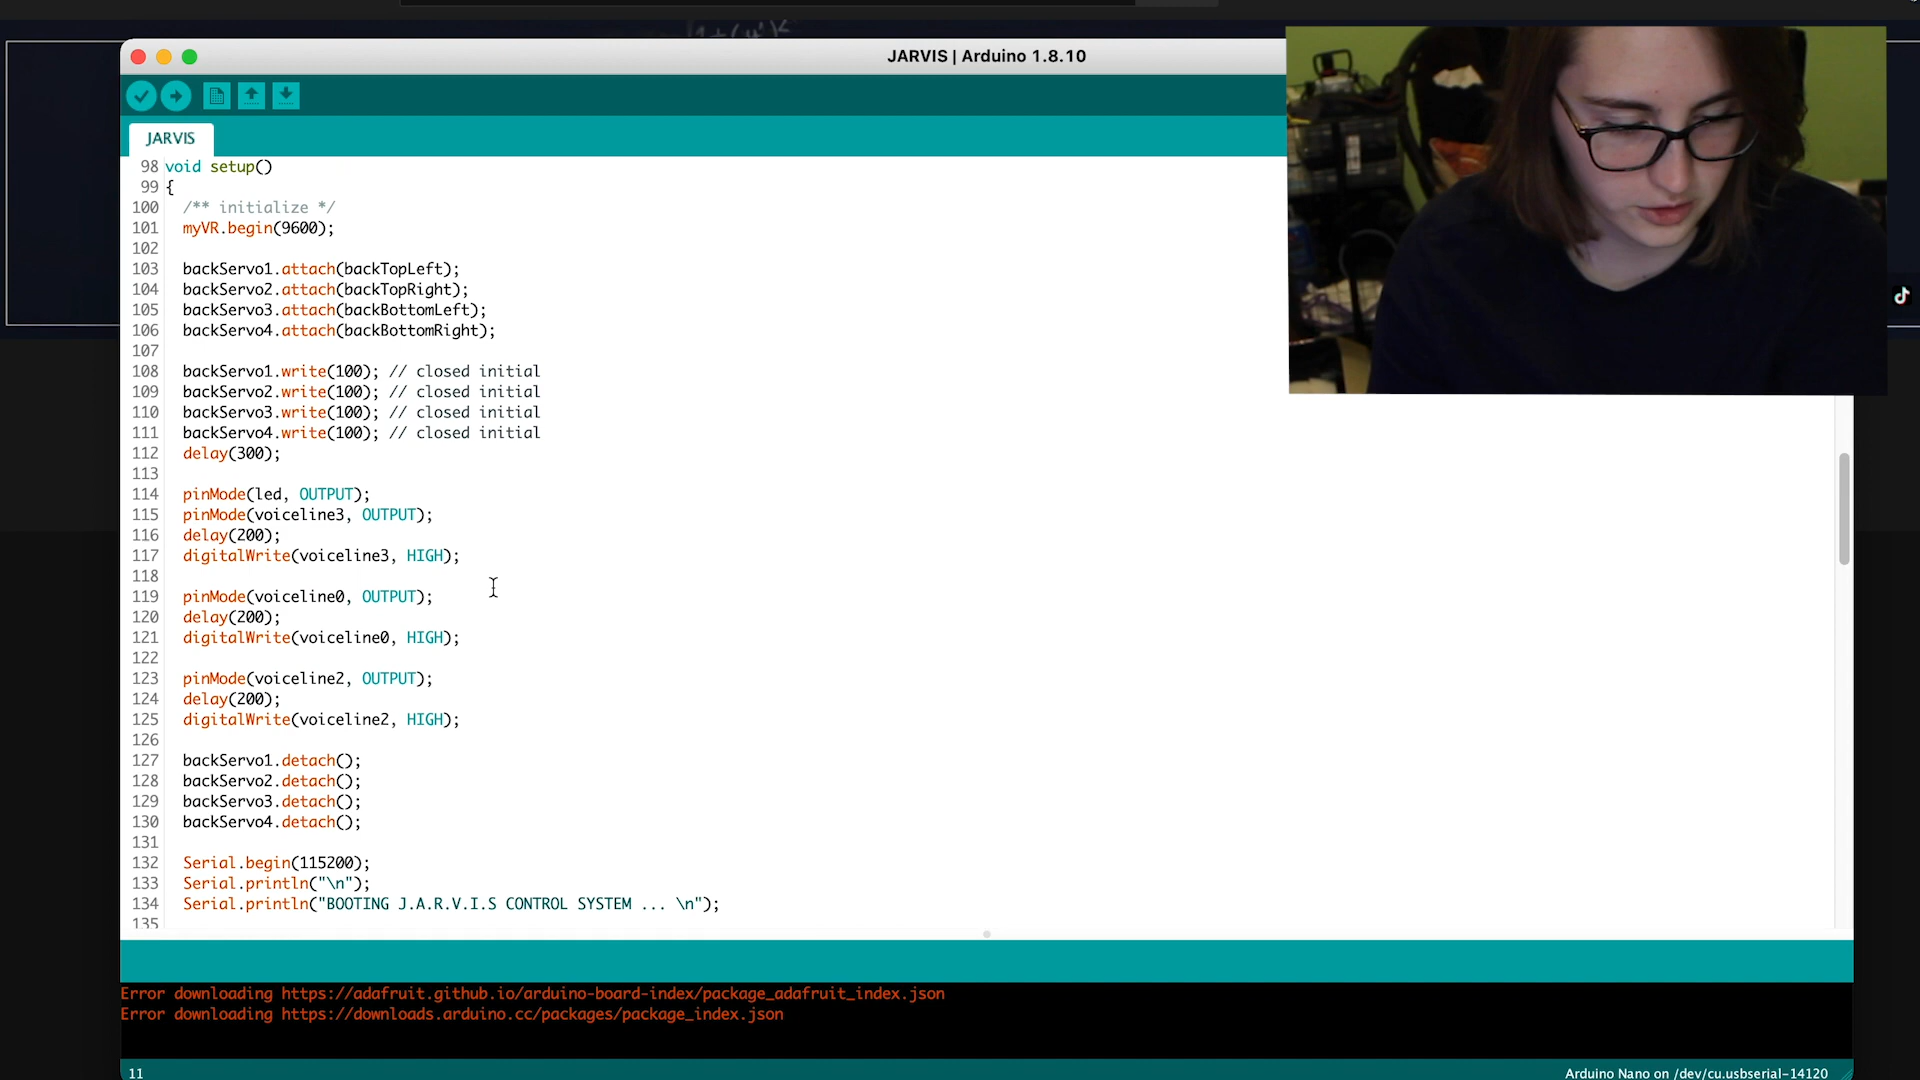 JARVIS | Arduino 1.8.10
JARVIS
98 void setup()
99 {
100 /** initialize */
101 myVR.begin(9600);
102
103 backServo1.attach(backTopLeft);
104 backServo2.attach(backTopRight);
105 backServo3.attach(backBottomLeft);
106 backServo4.attach(backBottomRight);
107
108 backServo1.write(100); // closed initial
109 backServo2.write(100); // closed initial
110 backServo3.write(100); // closed initial
111 backServo4.write(100); // closed initial
112 delay(300);
113
114 pinMode(led, OUTPUT);
115 pinMode(voiceline3, OUTPUT);
116 delay(200);
117 digitalWrite(voiceline3, HIGH);
118
119 pinMode(voiceline0, OUTPUT);
120 delay(200);
121 digitalWrite(voiceline0, HIGH);
122
123 pinMode(voiceline2, OUTPUT);
124 delay(200);
125 digitalWrite(voiceline2, HIGH);
126
127 backServo1.detach();
128 backServo2.detach();
129 backServo3.detach();
130 backServo4.detach();
131
132 Serial.begin(115200);
133 Serial.println("\n");
134 Serial.println("BOOTING J.A.R.V.I.S CONTROL SYSTEM ... \n");
135
Error downloading https://adafruit.github.io/arduino-board-index/package_adafruit_index.json
Error downloading https://downloads.arduino.cc/packages/package_index.json
11
Arduino Nano on /dev/cu.usbserial-14120